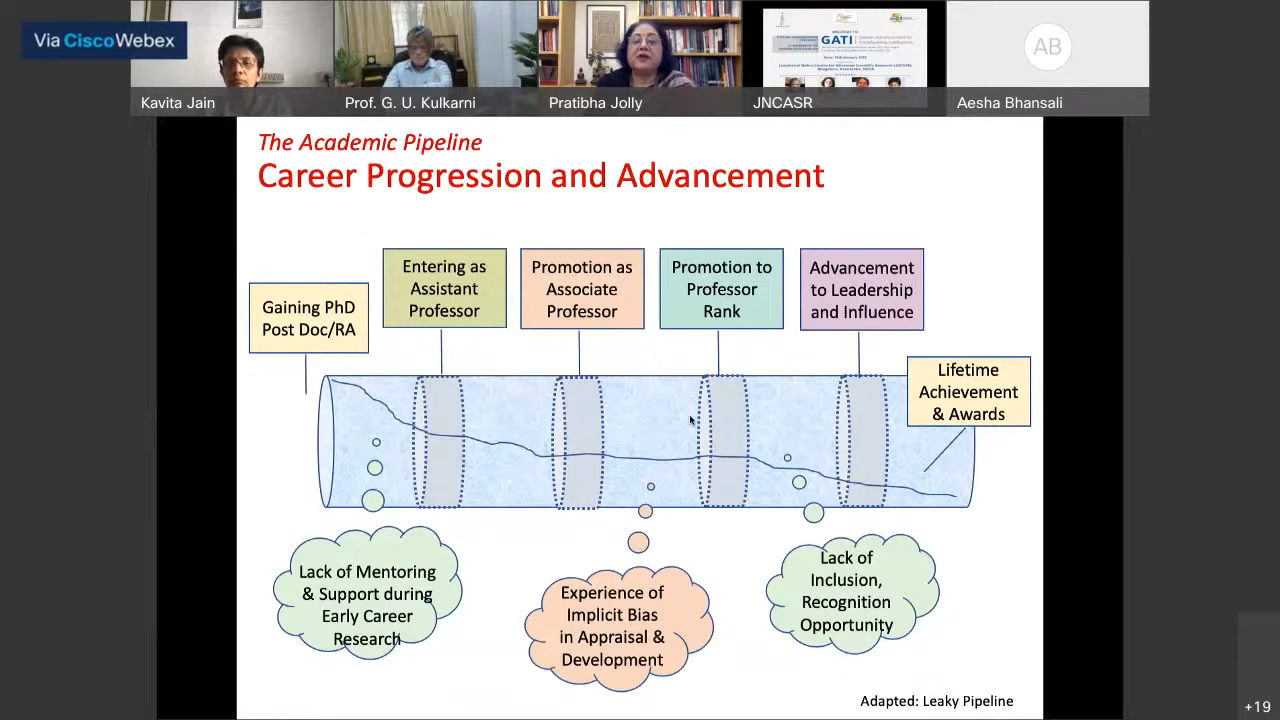 Via Cisco Webex
Kavita Jain
Prof. G. U. Kulkarni
Pratibha Jolly
GATI
JNCASR
AB
Aesha Bhansali
The Academic Pipeline
Career Progression and Advancement
Gaining PhD
Post Doc/RA
Entering as
Assistant
Professor
Promotion as
Associate
Professor
Promotion to
Professor
Rank
Advancement
to Leadership
and Influence
Lifetime
Achievement
& Awards
Lack of Mentoring
& Support during
Early Career
Research
Experience of
Implicit Bias
in Appraisal &
Development
Lack of
Inclusion,
Recognition
Opportunity
Adapted: Leaky Pipeline
+19